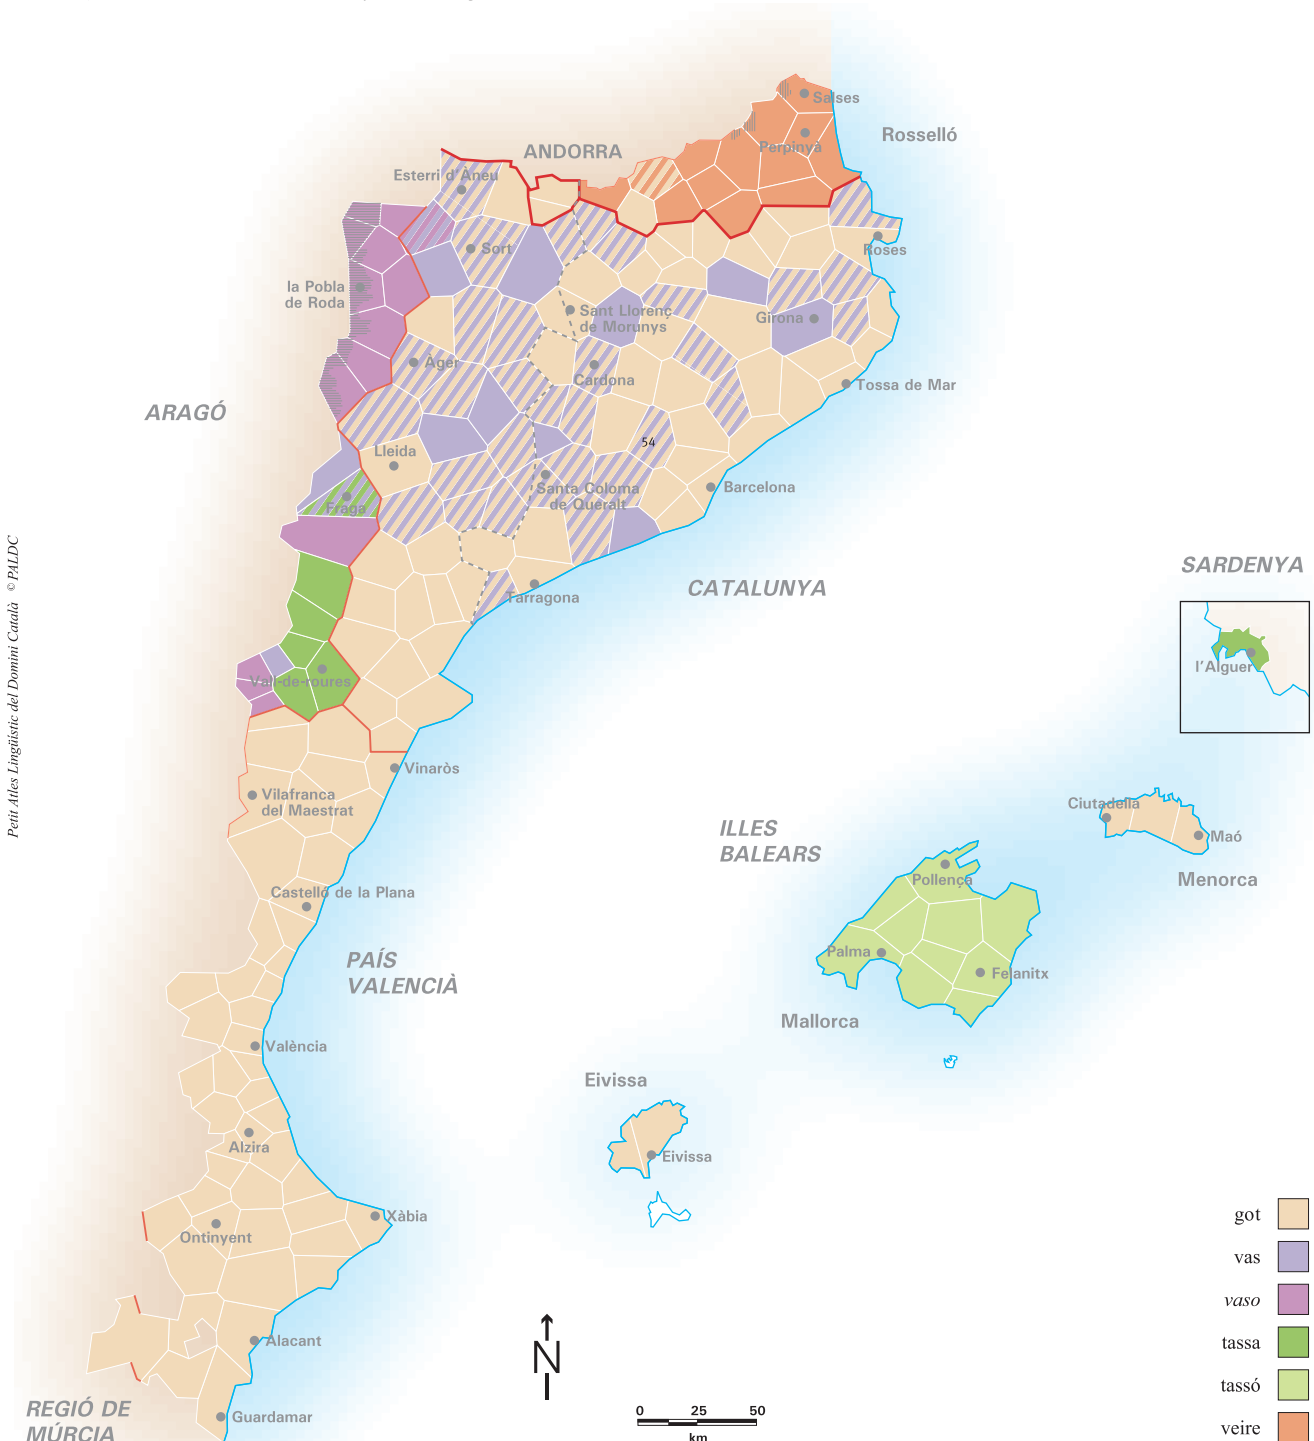 Salses
Rosselló
Perpinyà
ANDORRA
Esterri d'Àneu
Roses
Sort
la Pobla
de Roda
Sant Llorenç
de Morunys
Girona
Àger
Cardona
Tossa de Mar
ARAGÓ
54
Lleida
Santa Coloma
de Queralt
Barcelona
Fraga
Petit Atles Lingüístic del Domini Català © PALDC
SARDENYA
CATALUNYA
Tarragona
l'Alguer
Vall-de-roures
Vinaròs
Vilafranca
del Maestrat
Ciutadella
Maó
ILLES
BALEARS
Menorca
Pollença
Castelló de la Plana
Palma
Felanitx
PAÍS
VALENCIÀ
Mallorca
València
Eivissa
Alzira
Eivissa
Xàbia
Ontinyent
got
vas
vaso
tassa
tassó
veire
Alacant
N
REGIÓ DE
MÚRCIA
Guardamar
0 25 50
km